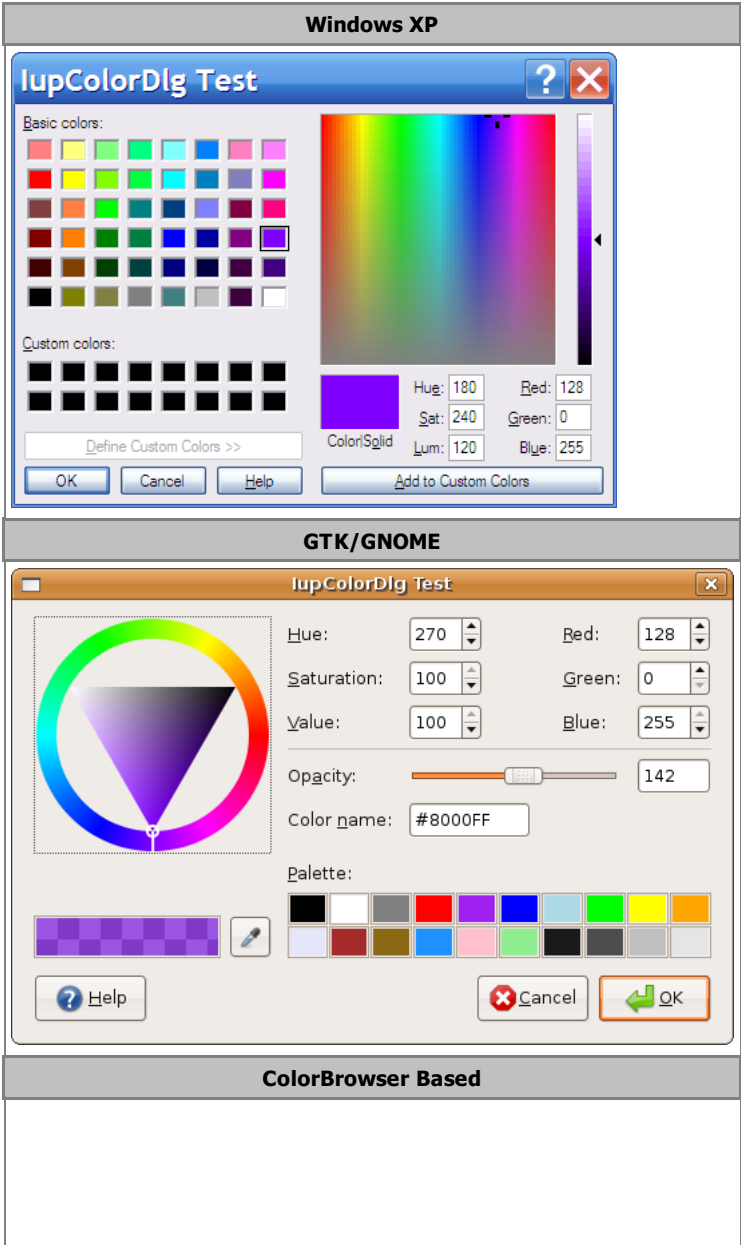 Windows XP
IupColorDlg Test
?
Basic colors:
Custom colors:
Define Custom Colors >>
OK Cancel Help
Color|Solid
Hue: 180 Red: 128
Sat: 240 Green: 0
Lum: 120 Blue: 255
Add to Custom Colors
GTK/GNOME
IupColorDlg Test
Hue: 270 Red: 128
Saturation: 100 Green: 0
Value: 100 Blue: 255
Opacity: 142
Color name: #8000FF
Palette:
? Help Cancel OK
ColorBrowser Based